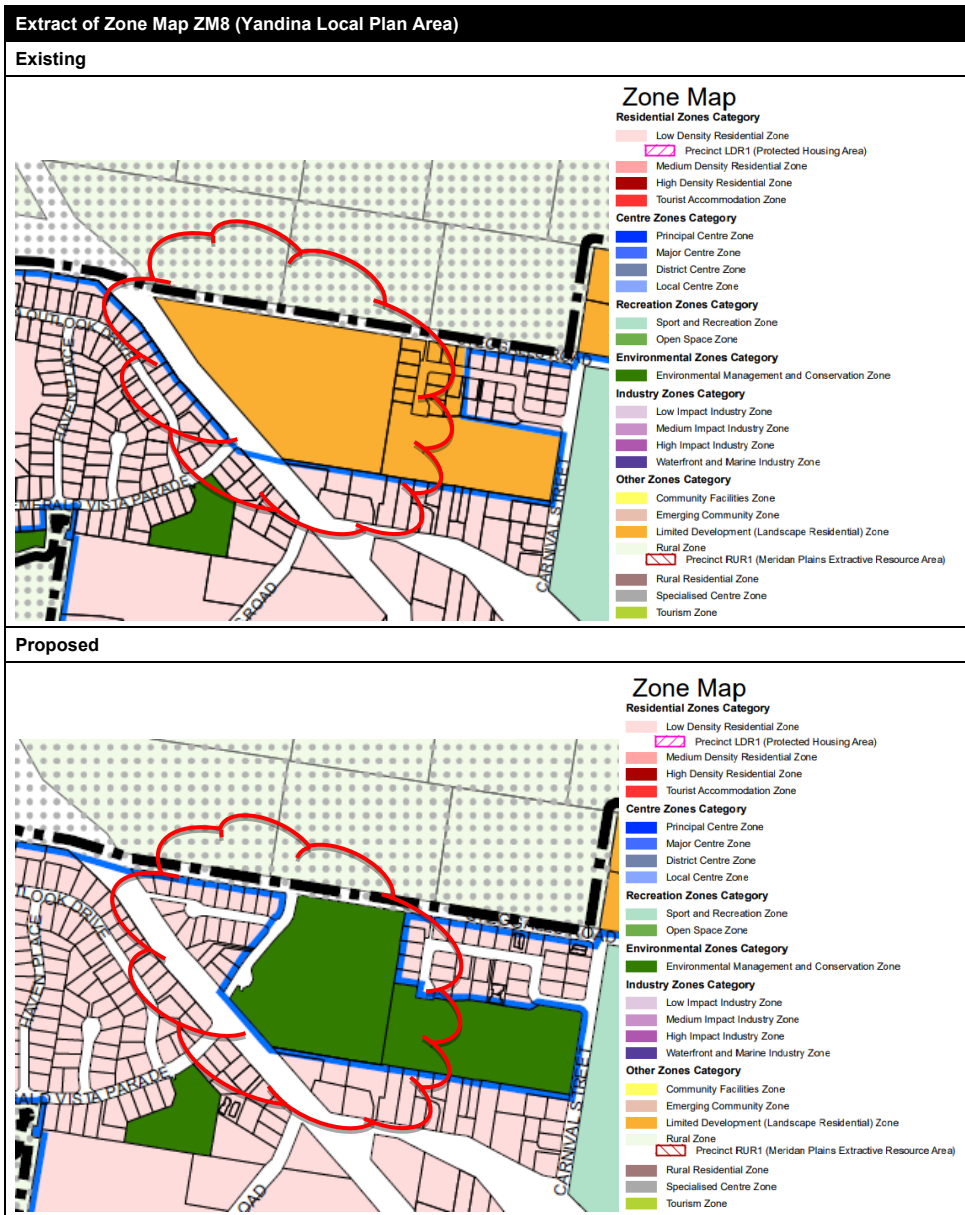 Extract of Zone Map ZM8 (Yandina Local Plan Area)
Existing
Zone Map
Residential Zones Category
Low Density Residential Zone
Precinct LDR1 (Protected Housing Area)
Medium Density Residential Zone
High Density Residential Zone
Tourist Accommodation Zone
Centre Zones Category
Principal Centre Zone
Major Centre Zone
District Centre Zone
Local Centre Zone
Recreation Zones Category
Sport and Recreation Zone
Open Space Zone
Environmental Zones Category
Environmental Management and Conservation Zone
Industry Zones Category
Low Impact Industry Zone
Medium Impact Industry Zone
High Impact Industry Zone
Waterfront and Marine Industry Zone
Other Zones Category
Community Facilities Zone
Emerging Community Zone
Limited Development (Landscape Residential) Zone
Rural Zone
Precinct RUR1 (Meridan Plains Extractive Resource Area)
Rural Residential Zone
Specialised Centre Zone
Tourism Zone
OUTLOOK DRIVE
HAVEN PLACE
EMERALD VISTA PARADE
ROAD
CARNIVAL STREET
ROAD
Proposed
Zone Map
Residential Zones Category
Low Density Residential Zone
Precinct LDR1 (Protected Housing Area)
Medium Density Residential Zone
High Density Residential Zone
Tourist Accommodation Zone
Centre Zones Category
Principal Centre Zone
Major Centre Zone
District Centre Zone
Local Centre Zone
Recreation Zones Category
Sport and Recreation Zone
Open Space Zone
Environmental Zones Category
Environmental Management and Conservation Zone
Industry Zones Category
Low Impact Industry Zone
Medium Impact Industry Zone
High Impact Industry Zone
Waterfront and Marine Industry Zone
Other Zones Category
Community Facilities Zone
Emerging Community Zone
Limited Development (Landscape Residential) Zone
Rural Zone
Precinct RUR1 (Meridan Plains Extractive Resource Area)
Rural Residential Zone
Specialised Centre Zone
Tourism Zone
TLOOK DRIVE
HAVEN PLACE
RALD VISTA PARADE
OAD
CARNIVAL STREET
ROAD